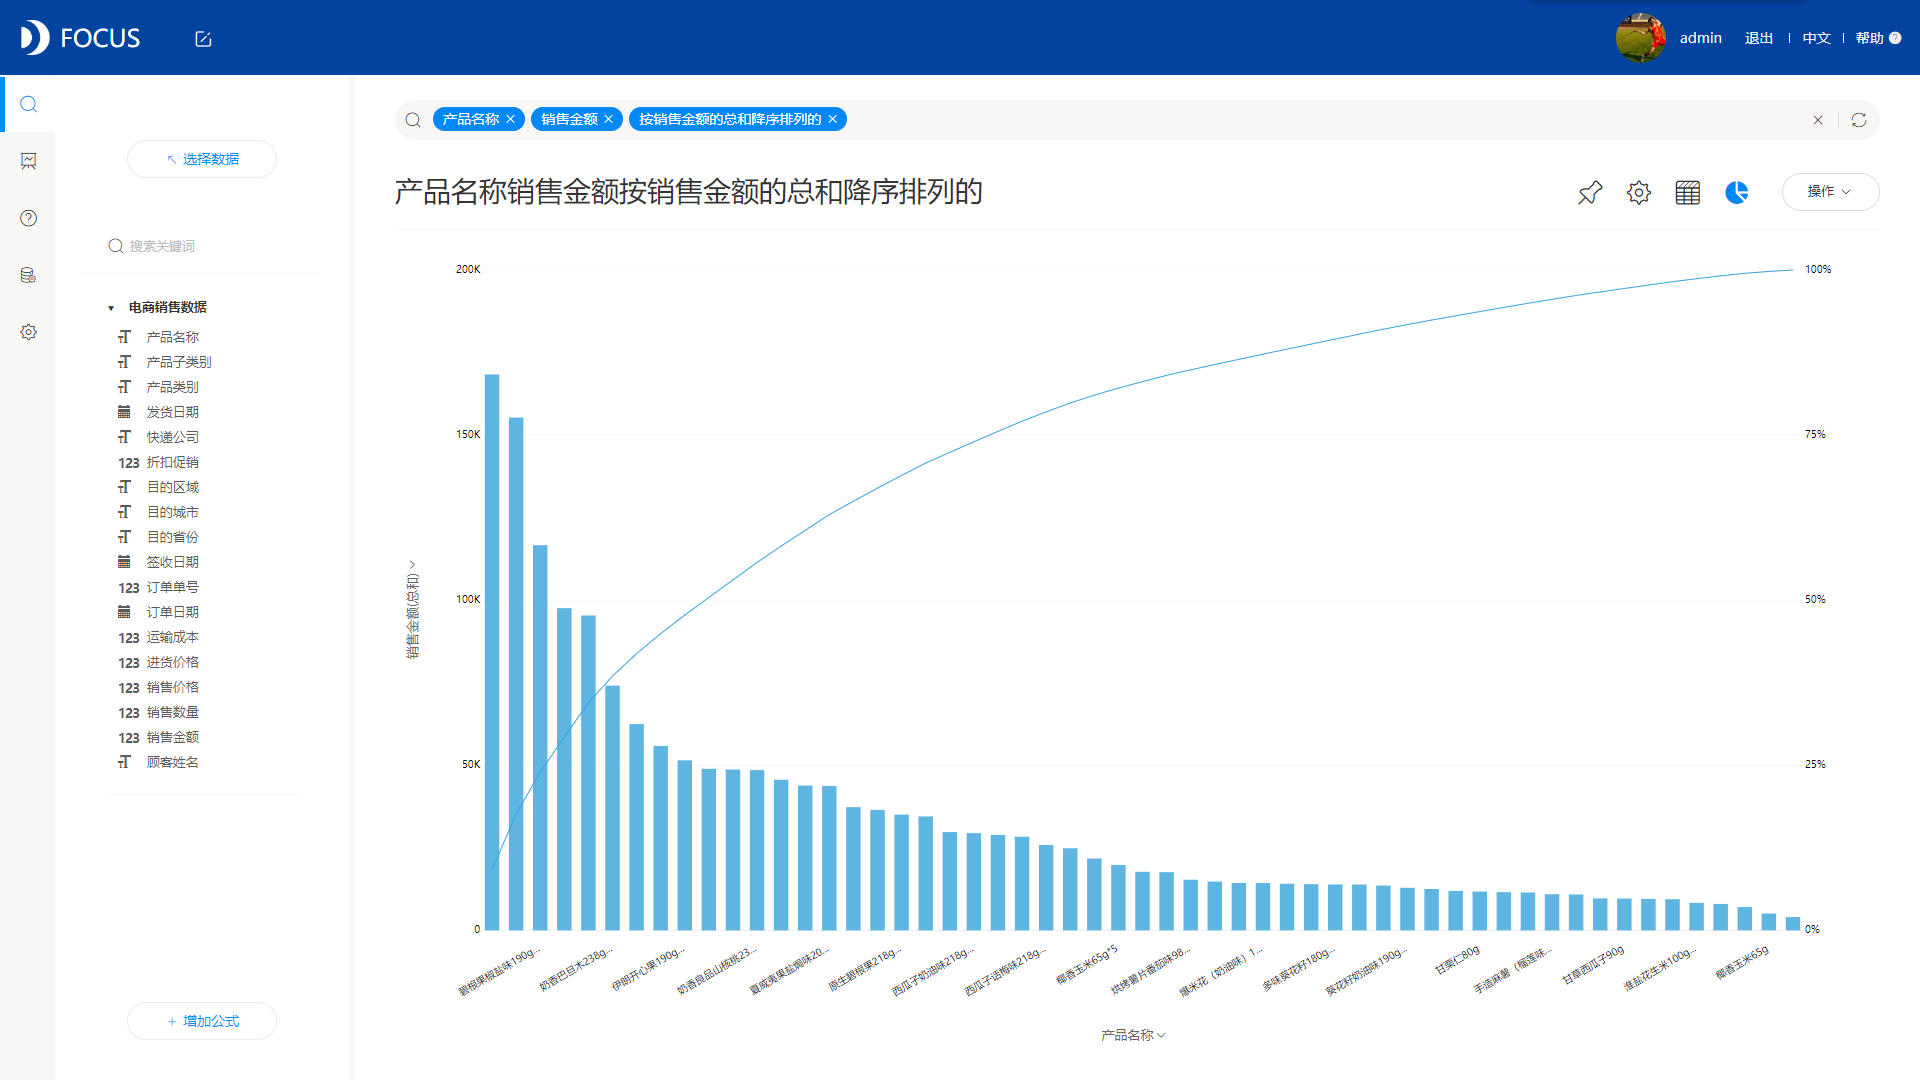 FOCUS
admin 退出 中文 帮助 ?
产品名称 × 销售金额 × 按销售金额的总和降序排列的 ×
选择数据
搜索关键词
电商销售数据
产品名称
产品子类别
产品类别
发货日期
快递公司
123 折扣促销
目的区域
目的城市
目的省份
签收日期
123 订单单号
订单日期
123 运输成本
123 进货价格
123 销售价格
123 销售数量
123 销售金额
顾客姓名
+ 增加公式
产品名称销售金额按销售金额的总和降序排列的
操作
200K
150K
100K
50K
0
销售金额(总和)
100%
75%
50%
25%
0%
碧根果椒盐味190g...
奶香巴旦木238g...
伊朗开心果190g...
奶香良品山核桃23...
夏威夷果盐焗味20...
原生碧根果218g...
西瓜子奶油味218g...
西瓜子话梅味218g...
椰香玉米65g*5
烘烤薯片番茄味98...
爆米花（奶油味）1...
多味葵花籽180g...
葵花籽奶油味190g...
甘栗仁80g
手造麻薯（榴莲味...
甘草西瓜子90g
淮盐花生米100g...
椰香玉米65g
产品名称